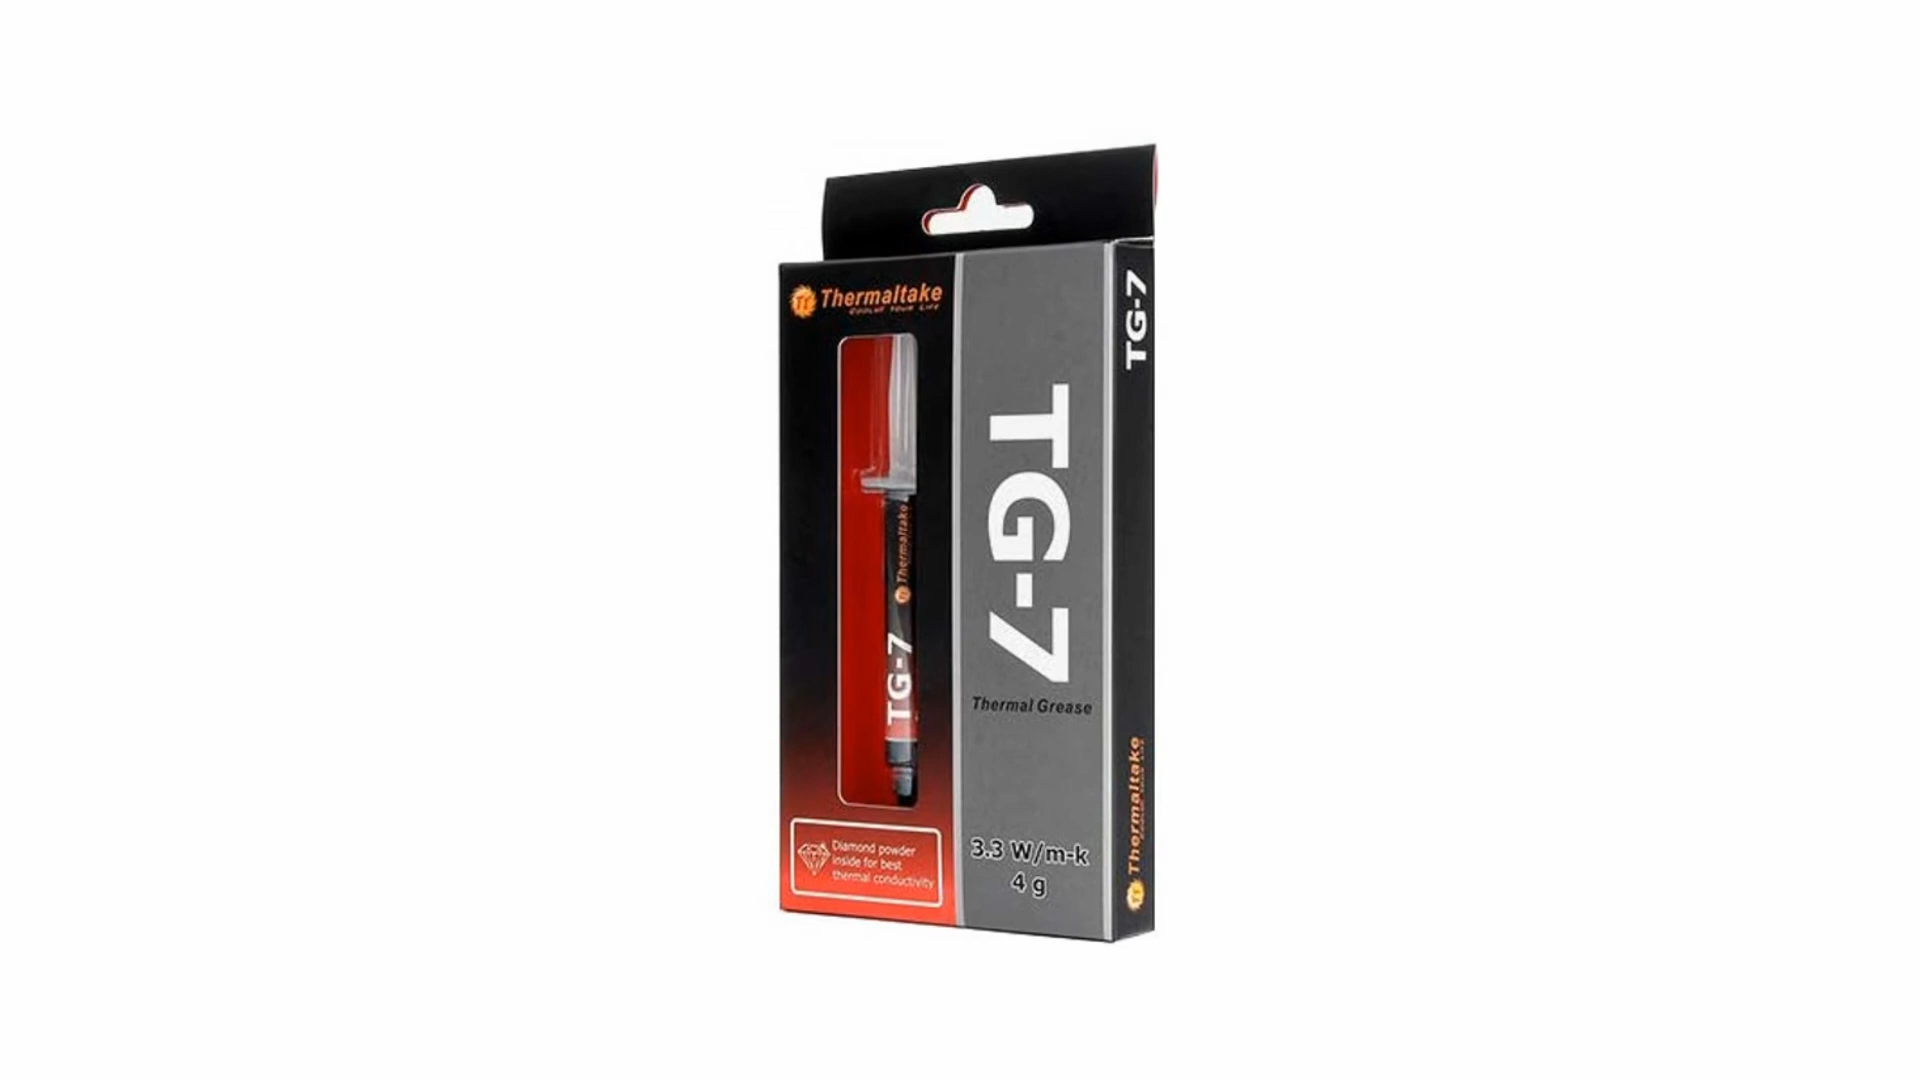 Thermaltake
COOLER YOUR LIFE
Thermaltake
TG-7
Diamond powder
inside for best
thermal conductivity
TG-7
Thermal Grease
3.3 W/m-k
4 g
TG-7
Thermaltake